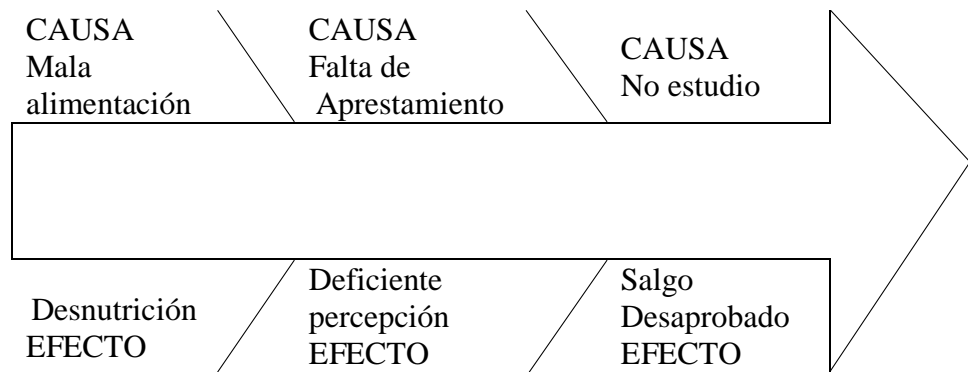 CAUSA
Mala
alimentación
CAUSA
Falta de
Aprestamiento
CAUSA
No estudio
Desnutrición
EFECTO
Deficiente
percepción
EFECTO
Salgo
Desaprobado
EFECTO